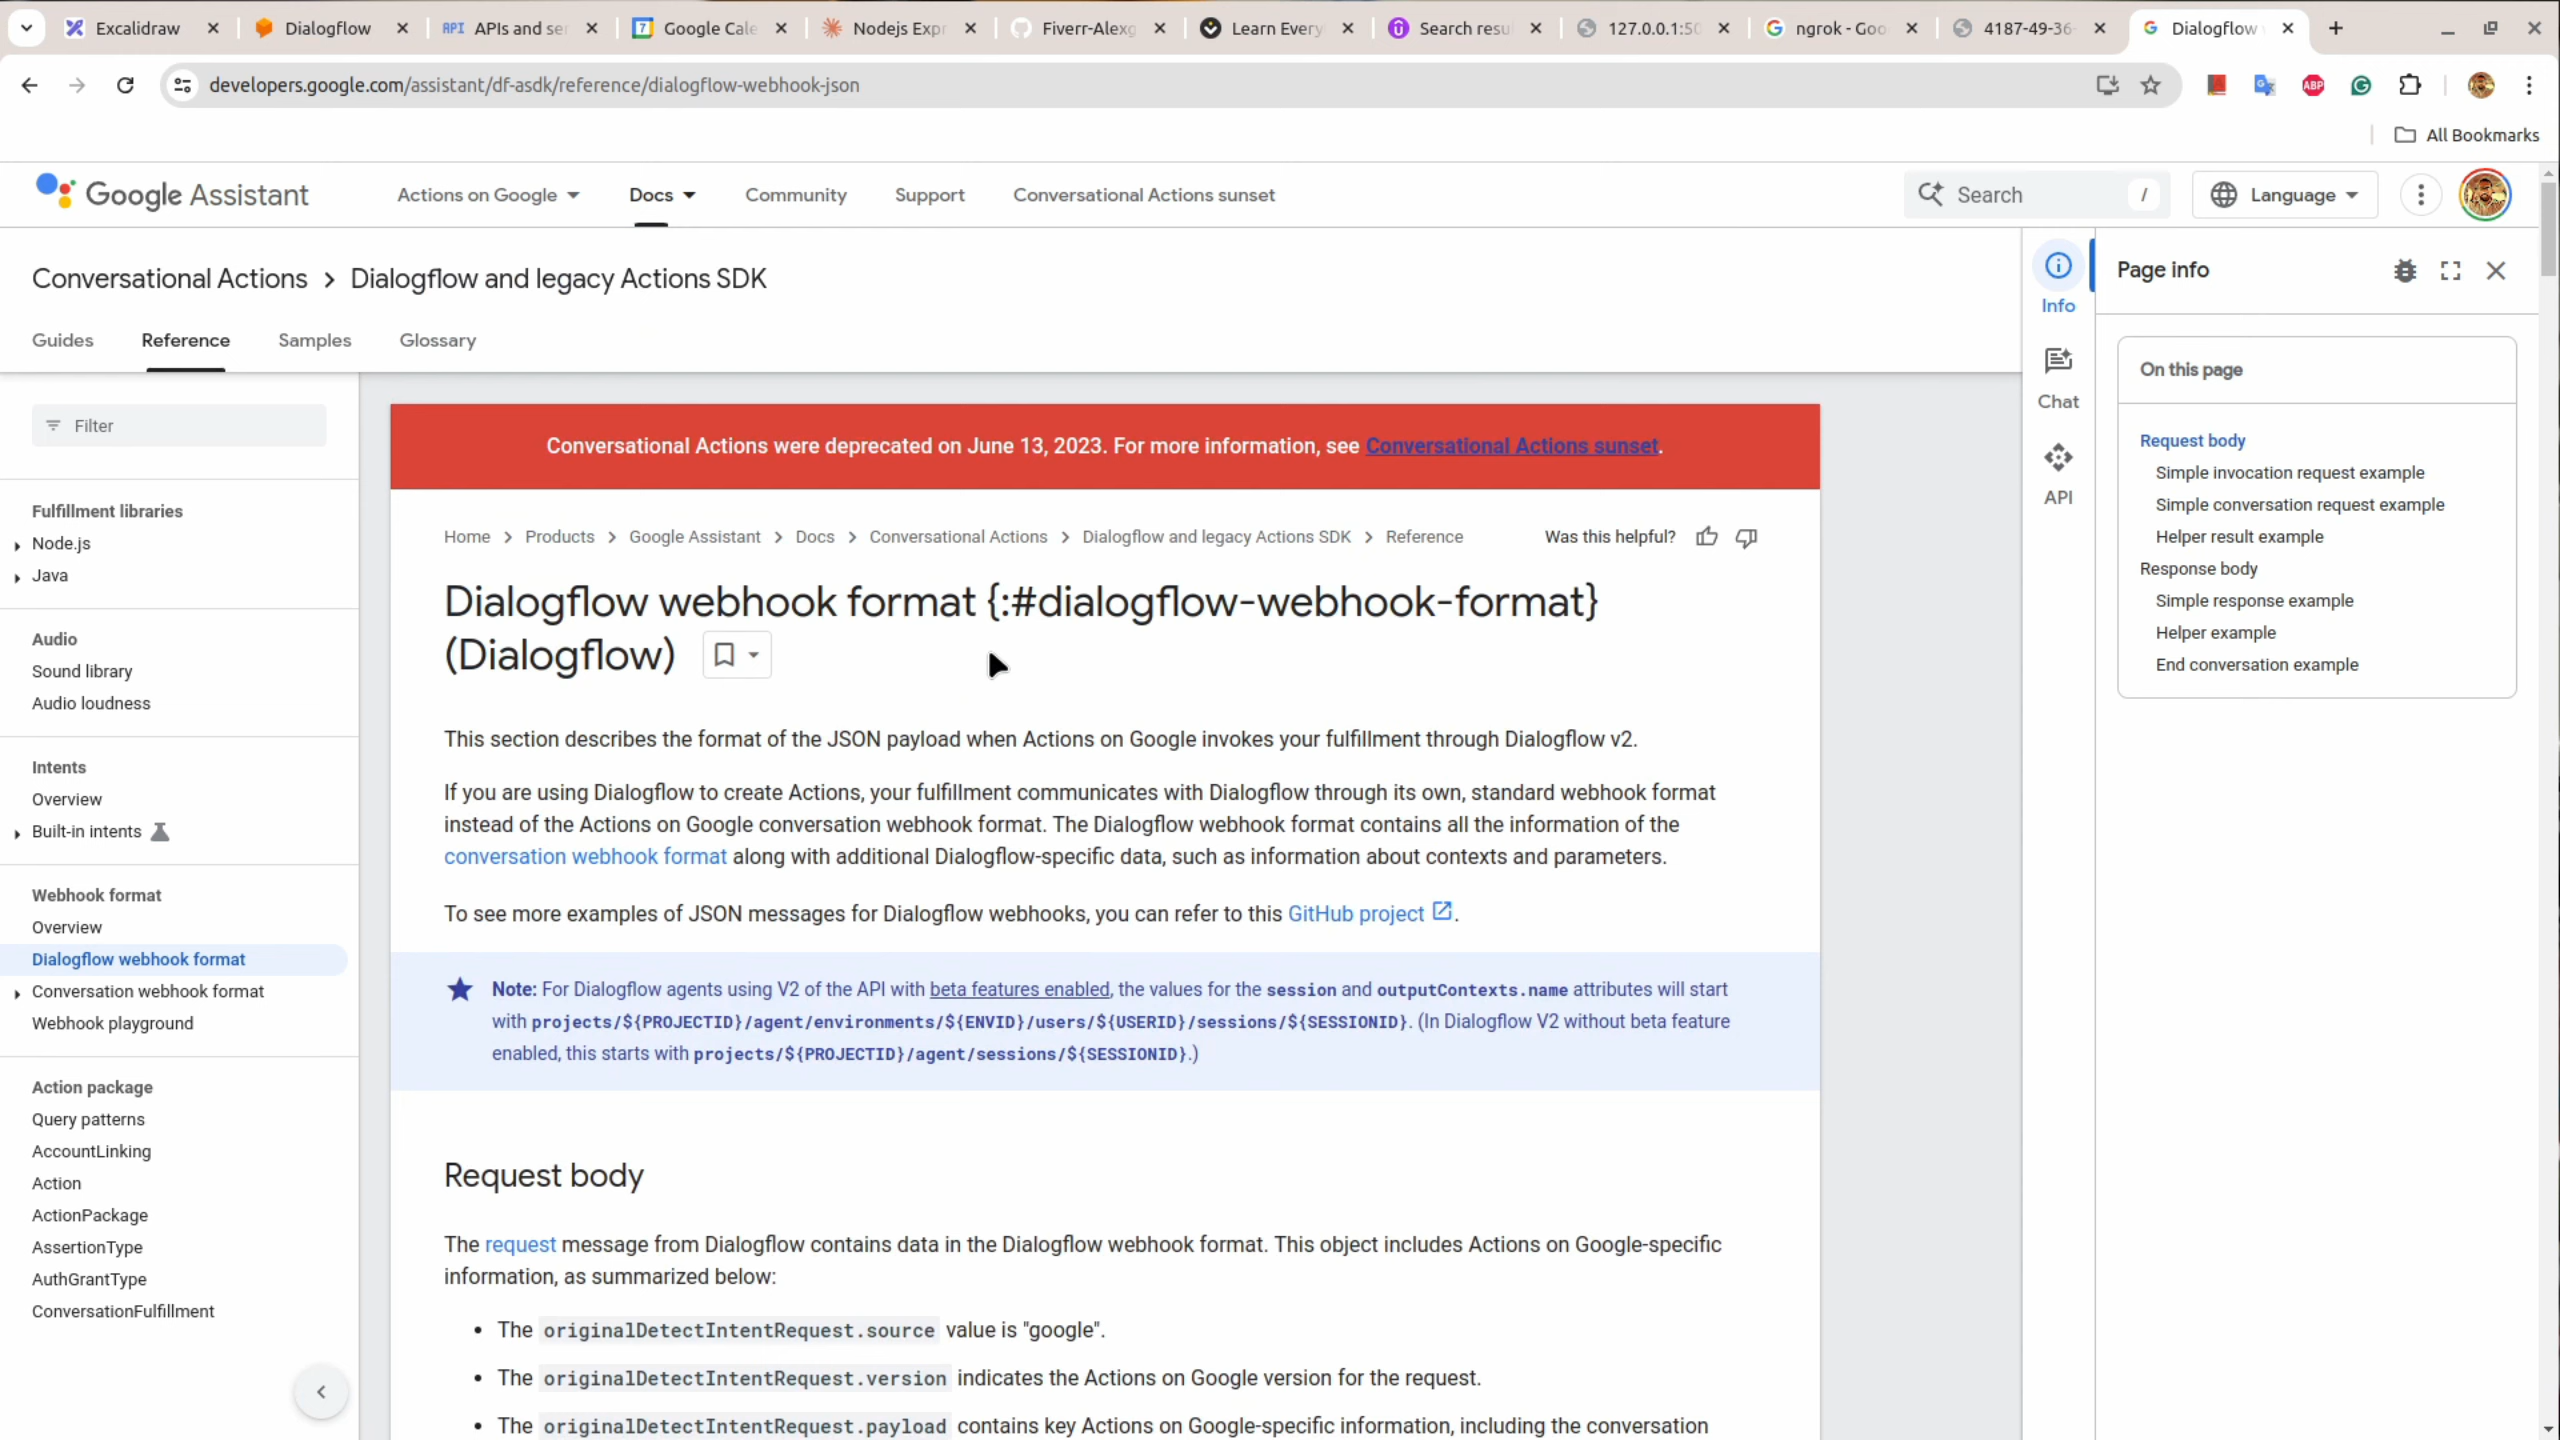 Excalidraw
Dialogflow
API APIs and ser
7 Google Cale
Nodejs Expr
Fiverr-Alexg
Learn Every
Search resu
127.0.0.1:50
ngrok - Goo
4187-49-36-
Dialogflow
developers.google.com/assistant/df-asdk/reference/dialogflow-webhook-json
ABP
All Bookmarks
Google Assistant
Actions on Google
Docs
Community
Support
Conversational Actions sunset
Search /
Language
Conversational Actions > Dialogflow and legacy Actions SDK
Guides
Reference
Samples
Glossary
Filter
Fulfillment libraries
Node.js
Java
Audio
Sound library
Audio loudness
Intents
Overview
Built-in intents
Webhook format
Overview
Dialogflow webhook format
Conversation webhook format
Webhook playground
Action package
Query patterns
AccountLinking
Action
ActionPackage
AssertionType
AuthGrantType
ConversationFulfillment
Conversational Actions were deprecated on June 13, 2023. For more information, see Conversational Actions sunset.
Home > Products > Google Assistant > Docs > Conversational Actions > Dialogflow and legacy Actions SDK > Reference
Was this helpful?
Dialogflow webhook format {:#dialogflow-webhook-format}
(Dialogflow)
This section describes the format of the JSON payload when Actions on Google invokes your fulfillment through Dialogflow v2.
If you are using Dialogflow to create Actions, your fulfillment communicates with Dialogflow through its own, standard webhook format
instead of the Actions on Google conversation webhook format. The Dialogflow webhook format contains all the information of the
conversation webhook format along with additional Dialogflow-specific data, such as information about contexts and parameters.
To see more examples of JSON messages for Dialogflow webhooks, you can refer to this GitHub project.
Note: For Dialogflow agents using V2 of the API with beta features enabled, the values for the session and outputContexts.name attributes will start
with projects/${PROJECTID}/agent/environments/${ENVID}/users/${USERID}/sessions/${SESSIONID}. (In Dialogflow V2 without beta feature
enabled, this starts with projects/${PROJECTID}/agent/sessions/${SESSIONID}.)
Request body
The request message from Dialogflow contains data in the Dialogflow webhook format. This object includes Actions on Google-specific
information, as summarized below:
• The originalDetectIntentRequest.source value is "google".
• The originalDetectIntentRequest.version indicates the Actions on Google version for the request.
• The originalDetectIntentRequest.payload contains key Actions on Google-specific information, including the conversation
Info
Chat
API
Page info
On this page
Request body
Simple invocation request example
Simple conversation request example
Helper result example
Response body
Simple response example
Helper example
End conversation example